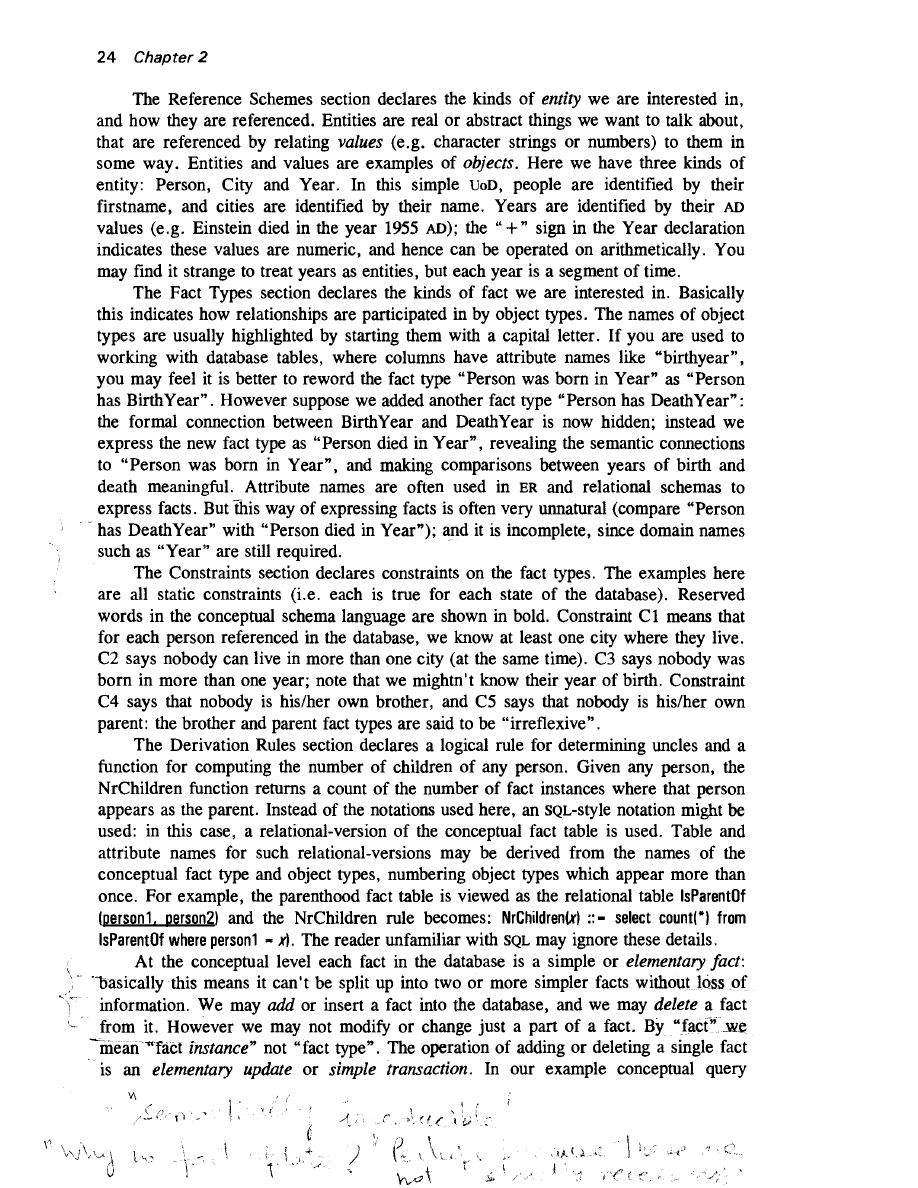 24 Chapter 2
The Reference Schemes section declares the kinds of entity we are interested in,
and how they are referenced. Entities are real or abstract things we want to talk about,
that are referenced by relating values (e.g. character strings or numbers) to them in
some way. Entities and values are examples of objects. Here we have three kinds of
entity: Person, City and Year. In this simple UoD, people are identified by their
firstname, and cities are identified by their name. Years are identified by their AD
values (e.g. Einstein died in the year 1955 AD); the "+" sign in the Year declaration
indicates these values are numeric, and hence can be operated on arithmetically. You
may find it strange to treat years as entities, but each year is a segment of time.
The Fact Types section declares the kinds of fact we are interested in. Basically
this indicates how relationships are participated in by object types. The names of object
types are usually highlighted by starting them with a capital letter. If you are used to
working with database tables, where columns have attribute names like "birthyear",
you may feel it is better to reword the fact type "Person was born in Year" as "Person
has BirthYear". However suppose we added another fact type "Person has DeathYear":
the formal connection between BirthYear and DeathYear is now hidden; instead we
express the new fact type as "Person died in Year", revealing the semantic connections
to "Person was born in Year", and making comparisons between years of birth and
death meaningful. Attribute names are often used in ER and relational schemas to
express facts. But this way of expressing facts is often very unnatural (compare "Person
has DeathYear" with "Person died in Year"); and it is incomplete, since domain names
such as "Year" are still required.
The Constraints section declares constraints on the fact types. The examples here
are all static constraints (i.e. each is true for each state of the database). Reserved
words in the conceptual schema language are shown in bold. Constraint C1 means that
for each person referenced in the database, we know at least one city where they live.
C2 says nobody can live in more than one city (at the same time). C3 says nobody was
born in more than one year; note that we mightn't know their year of birth. Constraint
C4 says that nobody is his/her own brother, and C5 says that nobody is his/her own
parent: the brother and parent fact types are said to be "irreflexive".
The Derivation Rules section declares a logical rule for determining uncles and a
function for computing the number of children of any person. Given any person, the
NrChildren function returns a count of the number of fact instances where that person
appears as the parent. Instead of the notations used here, an SQL-style notation might be
used: in this case, a relational-version of the conceptual fact table is used. Table and
attribute names for such relational-versions may be derived from the names of the
conceptual fact type and object types, numbering object types which appear more than
once. For example, the parenthood fact table is viewed as the relational table IsParentOf
(person1, person2) and the NrChildren rule becomes: NrChildren(x) ::= select count(*) from
IsParentOf where person1 = x). The reader unfamiliar with SQL may ignore these details.
At the conceptual level each fact in the database is a simple or elementary fact:
basically this means it can't be split up into two or more simpler facts without loss of
information. We may add or insert a fact into the database, and we may delete a fact
from it. However we may not modify or change just a part of a fact. By "fact" we
mean "fact instance" not "fact type". The operation of adding or deleting a single fact
is an elementary update or simple transaction. In our example conceptual query
"semantically irreducible"
"Why no fact update?" Perhaps because these are
not